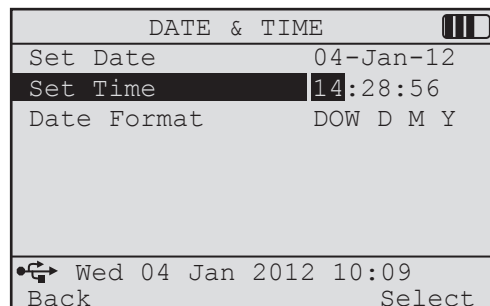 DATE & TIME
Set Date 04-Jan-12
Set Time 14:28:56
Date Format DOW D M Y
Wed 04 Jan 2012 10:09
Back Select